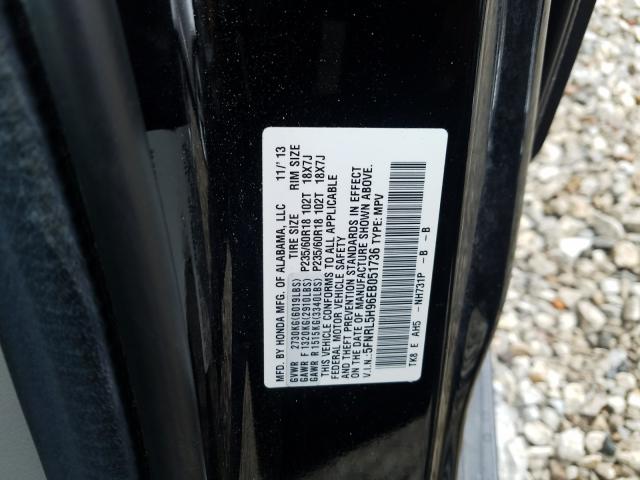 MFD. BY HONDA MFG. OF ALABAMA, LLC 11/'13
TIRE SIZE RIM SIZE
GVWR 2730KG(6019LBS)
GAWR F 1320KG(2910LBS) P235/60R18 102T 18X7J
GAWR R 1515KG(3340LBS) P235/60R18 102T 18X7J
THIS VEHICLE CONFORMS TO ALL APPLICABLE
FEDERAL MOTOR VEHICLE SAFETY
AND THEFT PREVENTION STANDARDS IN EFFECT
ON THE DATE OF MANUFACTURE SHOWN ABOVE.
V.I.N.:5FNRL5H96EB051736 TYPE: MPV
TK8 E AH5 -NH731P -B -B